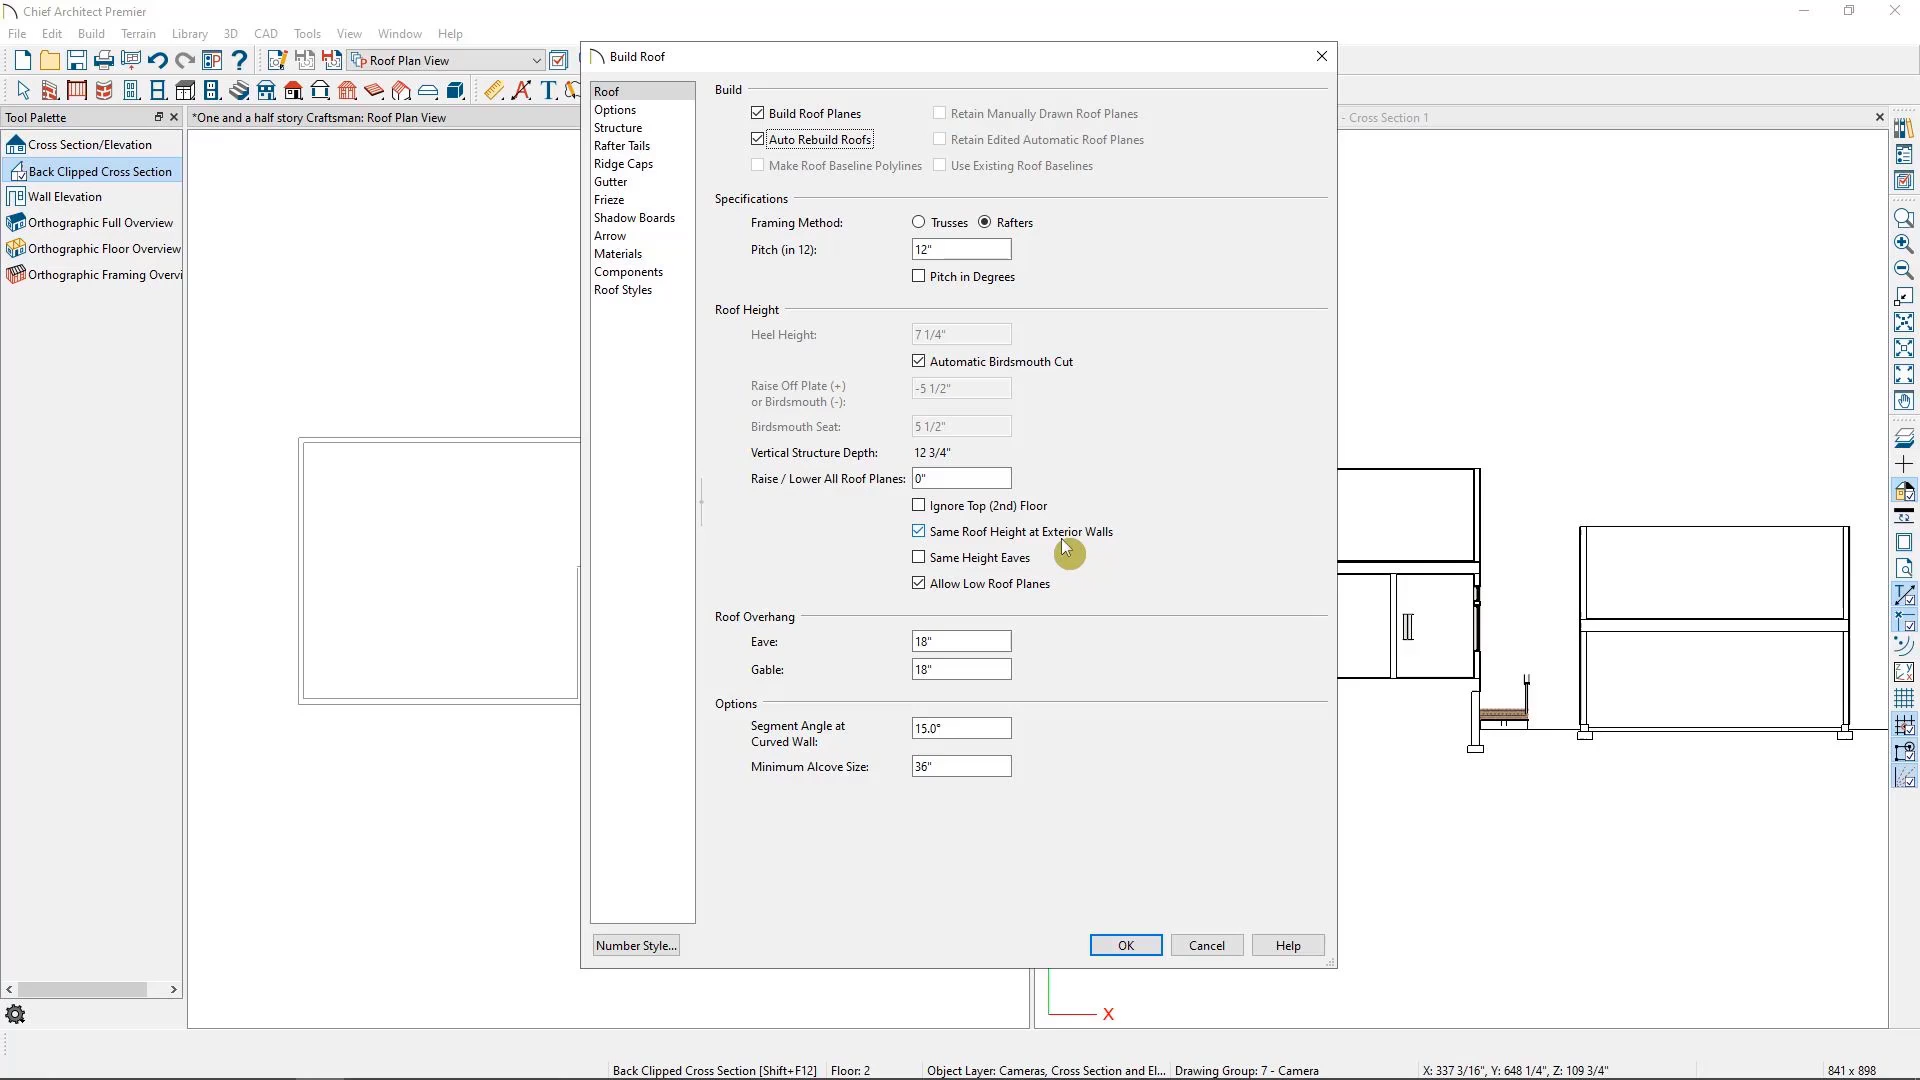 Chief Architect Premier
File Edit Build Terrain Library 3D CAD Tools View Window Help
Roof Plan View
Tool Palette
*One and a half story Craftsman: Roof Plan View
- Cross Section 1
Cross Section/Elevation
Back Clipped Cross Section
Wall Elevation
Orthographic Full Overview
Orthographic Floor Overview
Orthographic Framing Overvi
Build Roof
Roof
Options
Structure
Rafter Tails
Ridge Caps
Gutter
Frieze
Shadow Boards
Arrow
Materials
Components
Roof Styles
Build
Build Roof Planes
Retain Manually Drawn Roof Planes
Auto Rebuild Roofs
Retain Edited Automatic Roof Planes
Make Roof Baseline Polylines
Use Existing Roof Baselines
Specifications
Framing Method: Trusses Rafters
Pitch (in 12): 12"
Pitch in Degrees
Roof Height
Heel Height: 7 1/4"
Automatic Birdsmouth Cut
Raise Off Plate (+)
or Birdsmouth (-):
-5 1/2"
Birdsmouth Seat: 5 1/2"
Vertical Structure Depth: 12 3/4"
Raise / Lower All Roof Planes: 0"
Ignore Top (2nd) Floor
Same Roof Height at Exterior Walls
Same Height Eaves
Allow Low Roof Planes
Roof Overhang
Eave: 18"
Gable: 18"
Options
Segment Angle at
Curved Wall:
15.0°
Minimum Alcove Size: 36"
Number Style...
OK
Cancel
Help
X
Back Clipped Cross Section [Shift+F12] Floor: 2 Object Layer: Cameras, Cross Section and El... Drawing Group: 7 - Camera X: 337 3/16", Y: 648 1/4", Z: 109 3/4" 841 x 898